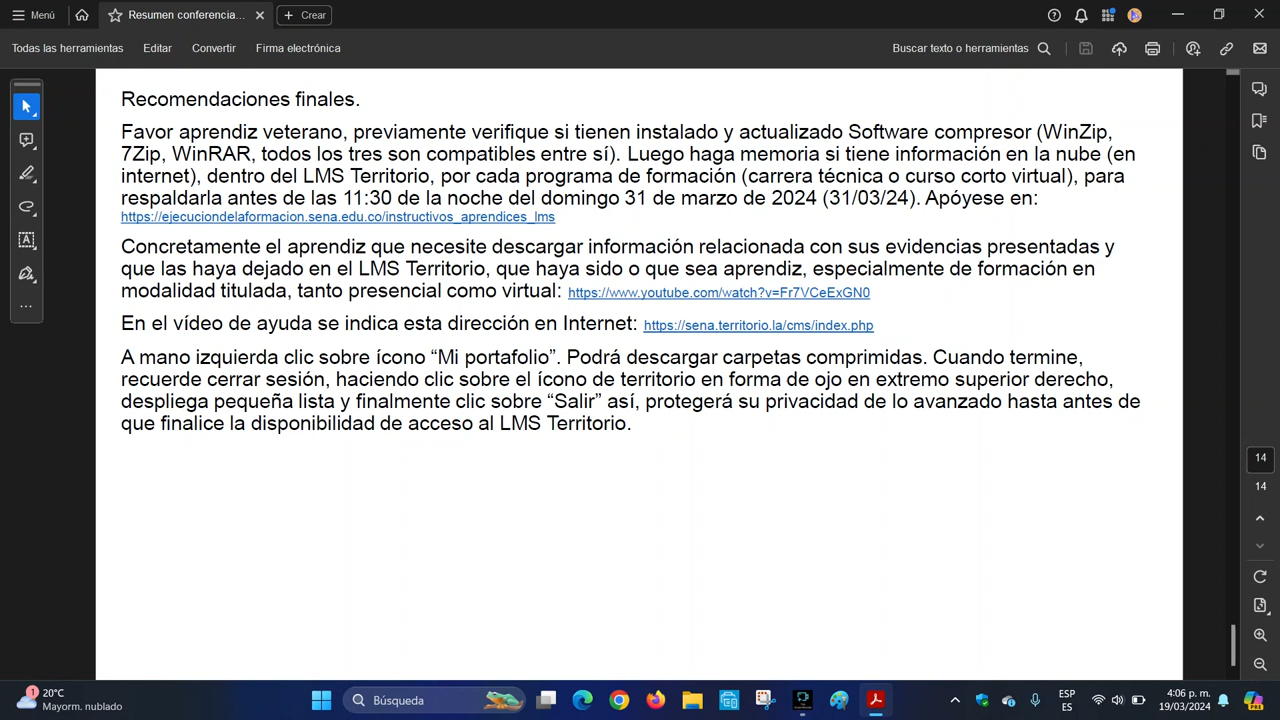 Menú
Resumen conferencia...
Crear
Todas las herramientas
Editar
Convertir
Firma electrónica
Buscar texto o herramientas
Recomendaciones finales.
Favor aprendiz veterano, previamente verifique si tienen instalado y actualizado Software compresor (WinZip,
7Zip, WinRAR, todos los tres son compatibles entre sí). Luego haga memoria si tiene información en la nube (en
internet), dentro del LMS Territorio, por cada programa de formación (carrera técnica o curso corto virtual), para
respaldarla antes de las 11:30 de la noche del domingo 31 de marzo de 2024 (31/03/24). Apóyese en:
https://ejecuciondelaformacion.sena.edu.co/instructivos_aprendices_lms
Concretamente el aprendiz que necesite descargar información relacionada con sus evidencias presentadas y
que las haya dejado en el LMS Territorio, que haya sido o que sea aprendiz, especialmente de formación en
modalidad titulada, tanto presencial como virtual: https://www.youtube.com/watch?v=Fr7VCeExGN0
En el vídeo de ayuda se indica esta dirección en Internet: https://sena.territorio.la/cms/index.php
A mano izquierda clic sobre ícono “Mi portafolio”. Podrá descargar carpetas comprimidas. Cuando termine,
recuerde cerrar sesión, haciendo clic sobre el ícono de territorio en forma de ojo en extremo superior derecho,
despliega pequeña lista y finalmente clic sobre “Salir” así, protegerá su privacidad de lo avanzado hasta antes de
que finalice la disponibilidad de acceso al LMS Territorio.
14
14
1
20°C
Mayorm. nublado
Búsqueda
ESP
ES
4:06 p. m.
19/03/2024